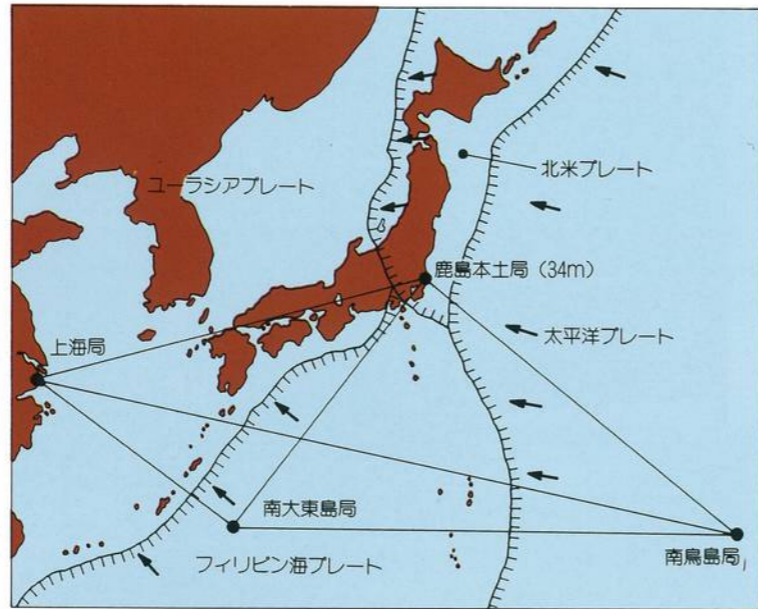 北米プレート
ユーラシアプレート
鹿島本土局（34m）
太平洋プレート
上海局
南大東島局
南鳥島局
フィリピン海プレート